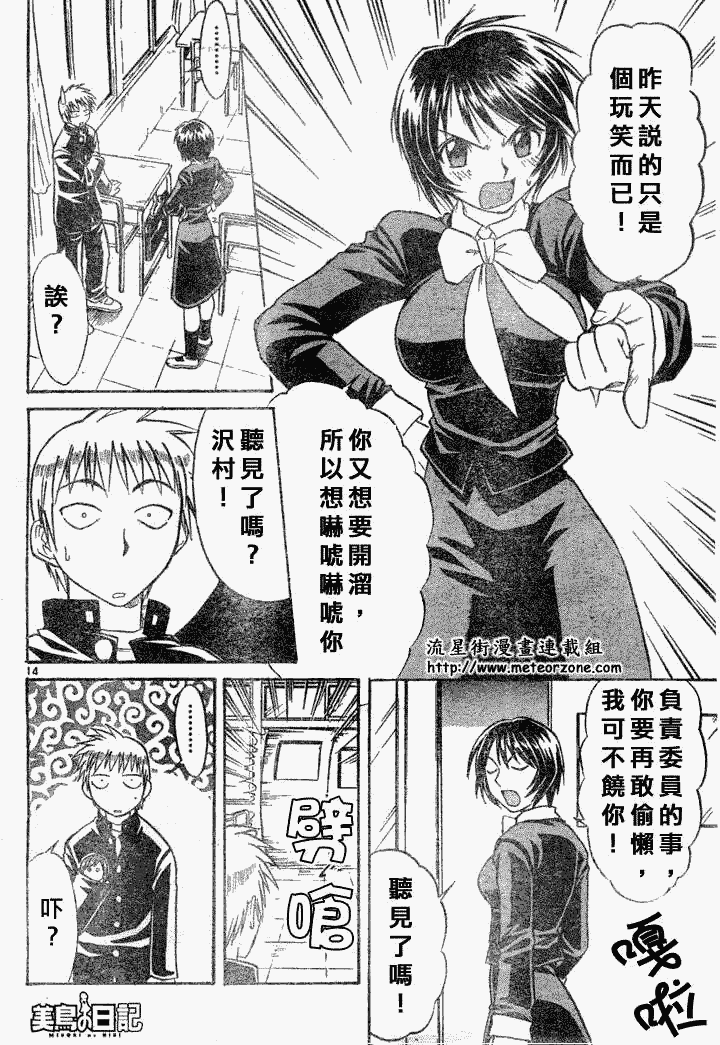 昨天説的只是
個玩笑而已！
………
誒？
你又想要開溜，
所以想嚇唬嚇唬你
聽見了嗎？
沢村！
流星街漫畫連載組
http://www.meteorzone.com
14
負責委員的事，
你要再敢偷懶，
我可不饒你！
聽見了嗎！
嘎
啦
劈
嗆
………
吓？
美鳥の日記
MIDORI no HIBI